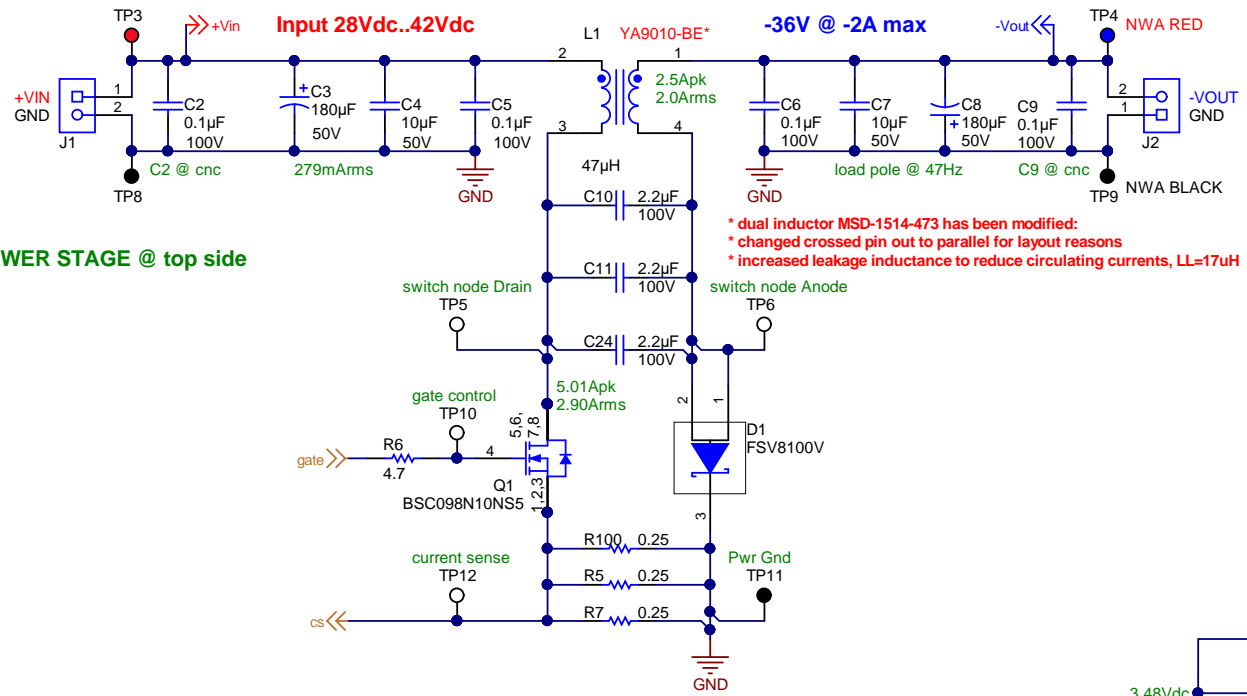 TP3
+Vin
Input 28Vdc..42Vdc
L1
YA9010-BE*
-36V @ -2A max
-Vout
TP4
NWA RED
2
1
2.5Apk
2.0Arms
+VIN
GND
J1
1
2
C2
0.1µF
100V
+
C3
180µF
50V
C4
10µF
50V
C5
0.1µF
100V
C6
0.1µF
100V
C7
10µF
50V
C8
+
180µF
50V
C9
0.1µF
100V
2
1
-VOUT
GND
J2
3
4
C2 @ cnc
279mArms
47µH
load pole @ 47Hz
C9 @ cnc
TP8
GND
GND
TP9
NWA BLACK
C10
2.2µF
100V
* dual inductor MSD-1514-473 has been modified:
* changed crossed pin out to parallel for layout reasons
* increased leakage inductance to reduce circulating currents, LL=17uH
WER STAGE @ top side
C11
2.2µF
100V
switch node Drain
TP5
switch node Anode
TP6
C24
2.2µF
100V
5.01Apk
2.90Arms
gate control
TP10
5,6,
7,8
2
1
D1
FSV8100V
gate
R6
4.7
4
Q1
BSC098N10NS5
1,2,3
3
R100
0.25
current sense
TP12
Pwr Gnd
TP11
R5
0.25
cs
R7
0.25
GND
3.48Vdc